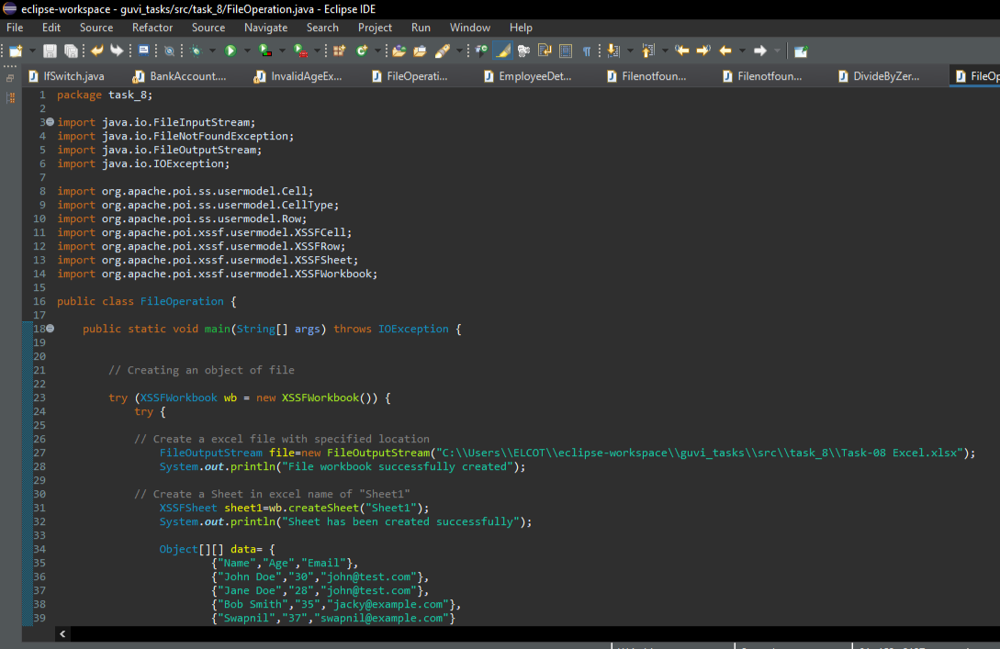 eclipse-workspace - guvi_tasks/src/task_8/FileOperation.java - Eclipse IDE
File Edit Source Refactor Source Navigate Search Project Run Window Help
IfSwitch.java BankAccount.... InvalidAgeEx... FileOperati... EmployeeDet... Filenotfoun... Filenotfoun... DivideByZer... FileOp
1 package task_8;
2
3 import java.io.FileInputStream;
4 import java.io.FileNotFoundException;
5 import java.io.FileOutputStream;
6 import java.io.IOException;
7
8 import org.apache.poi.ss.usermodel.Cell;
9 import org.apache.poi.ss.usermodel.CellType;
10 import org.apache.poi.ss.usermodel.Row;
11 import org.apache.poi.xssf.usermodel.XSSFCell;
12 import org.apache.poi.xssf.usermodel.XSSFRow;
13 import org.apache.poi.xssf.usermodel.XSSFSheet;
14 import org.apache.poi.xssf.usermodel.XSSFWorkbook;
15
16 public class FileOperation {
17
18 public static void main(String[] args) throws IOException {
19
20
21 // Creating an object of file
22
23 try (XSSFWorkbook wb = new XSSFWorkbook()) {
24 try {
25
26 // Create a excel file with specified location
27 FileOutputStream file=new FileOutputStream("C:\\Users\\ELCOT\\eclipse-workspace\\guvi_tasks\\src\\task_8\\Task-08 Excel.xlsx");
28 System.out.println("File workbook successfully created");
29
30 // Create a Sheet in excel name of "Sheet1"
31 XSSFSheet sheet1=wb.createSheet("Sheet1");
32 System.out.println("Sheet has been created successfully");
33
34 Object[][] data= {
35 {"Name","Age","Email"},
36 {"John Doe","30","john@test.com"},
37 {"Jane Doe","28","john@test.com"},
38 {"Bob Smith","35","jacky@example.com"},
39 {"Swapnil","37","swapnil@example.com"}